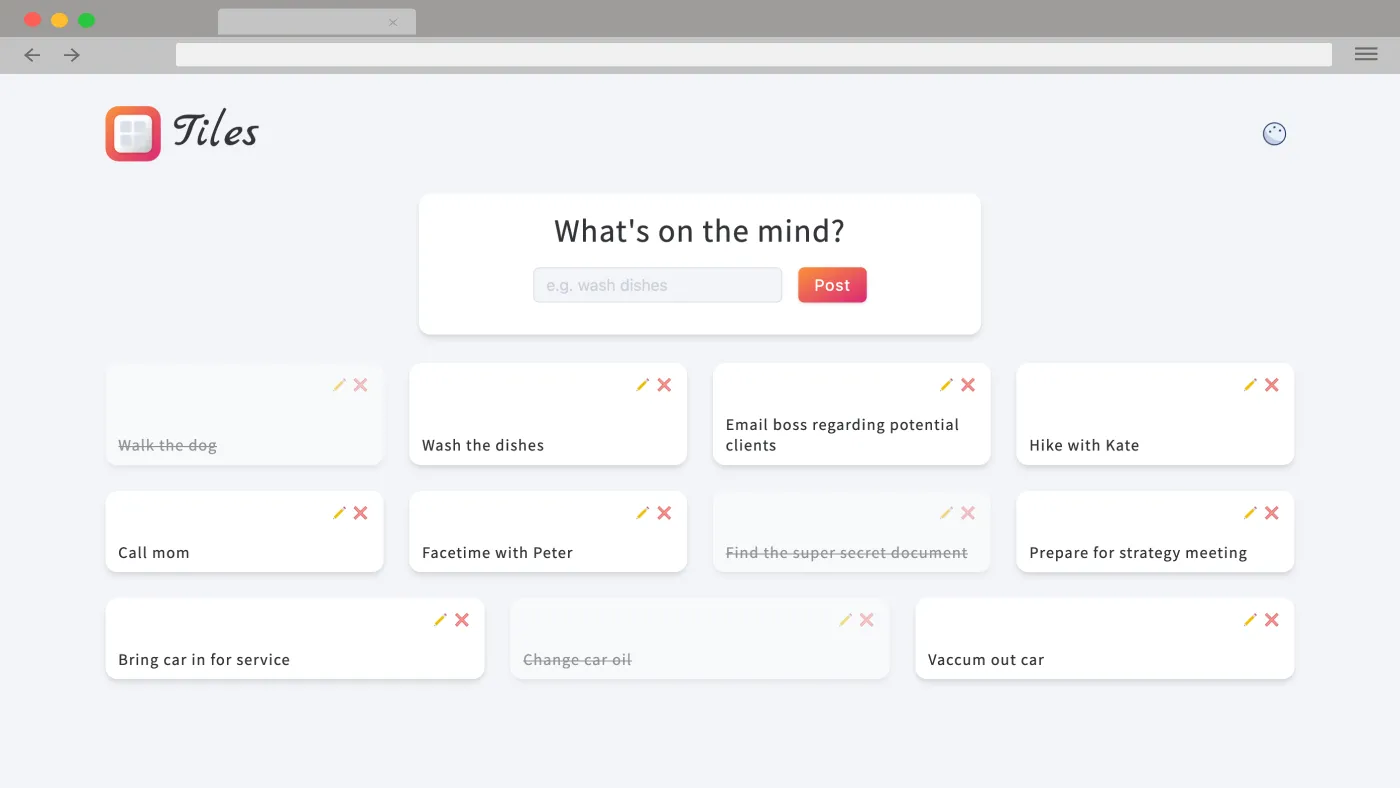 Tiles
What's on the mind?
e.g. wash dishes
Post
Walk the dog
Wash the dishes
Email boss regarding potential
clients
Hike with Kate
Call mom
Facetime with Peter
Find the super secret document
Prepare for strategy meeting
Bring car in for service
Change car oil
Vaccum out car